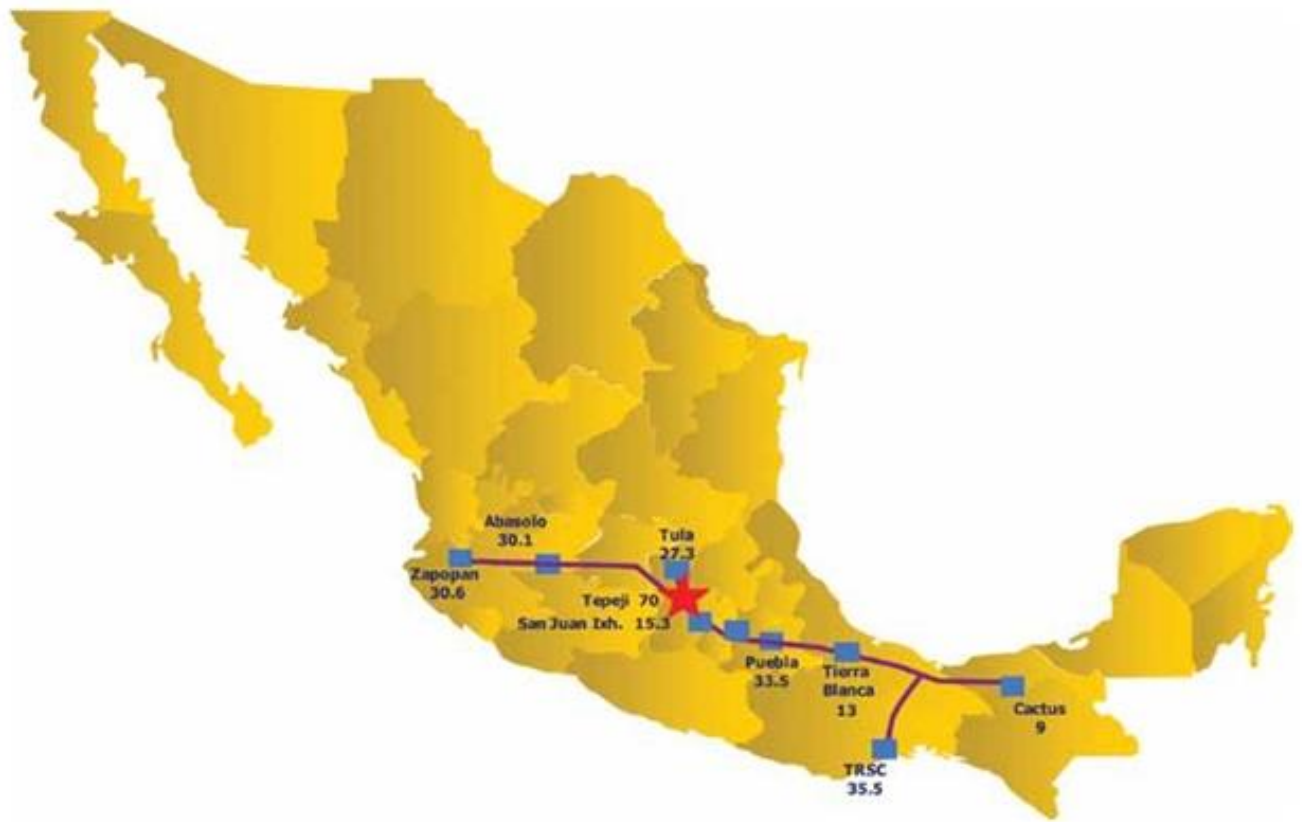 Abasolo
30.1
Tula
27.3
Zapopan
30.6
Tepeji 70
San Juan Ixh. 15.3
Puebla
33.5
Tierra
Blanca
13
Cactus
9
TRSC
35.5